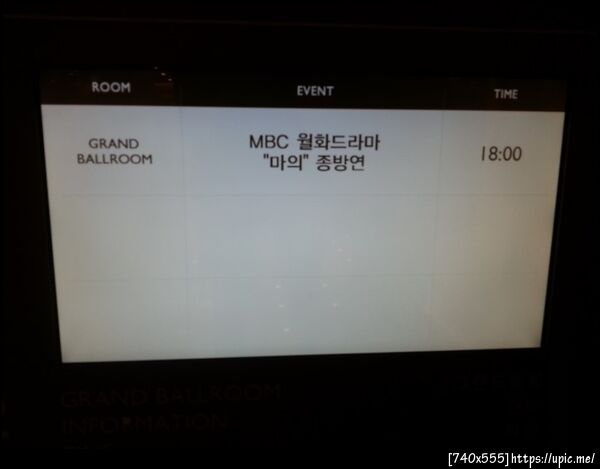 ROOM EVENT TIME
GRAND BALLROOM
MBC 월화드라마
"마의" 종방연
18:00
GRAND BALLROOM
INFORMATION
[740x555]https://upic.me/